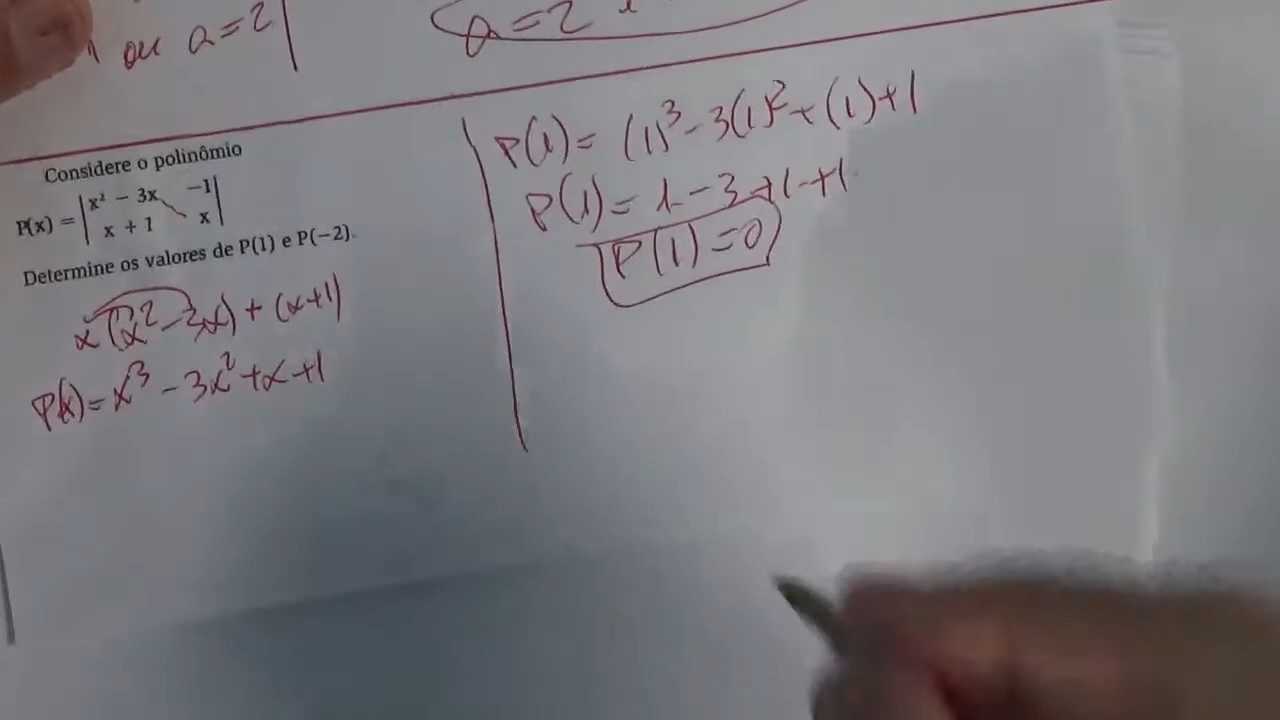 ou a=2
a=2
Considere o polinômio
P(x) = |x² − 3x −1|
|x + 1 x|
Determine os valores de P(1) e P(−2).
x(x²-3x)+(x+1)
P(x)=x³-3x²+x+1
P(1)=(1)³-3(1)²+(1)+1
P(1)=1-3+1+1
P(1)=0